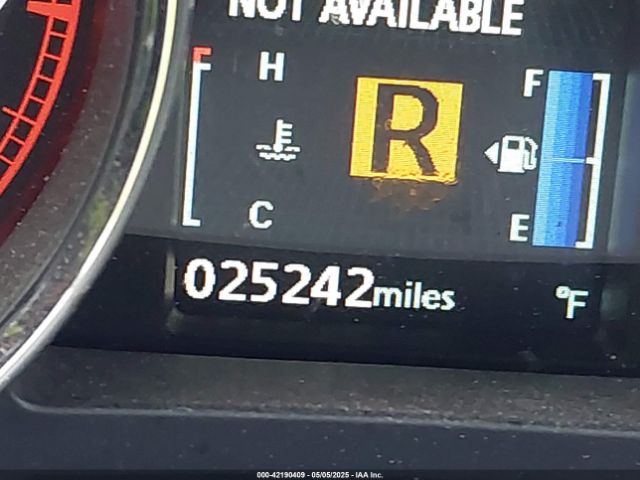 NOT AVAILABLE
H
R
F
C
E
025242miles
°F
000-42190409 - 05/05/2025 - IAA Inc.